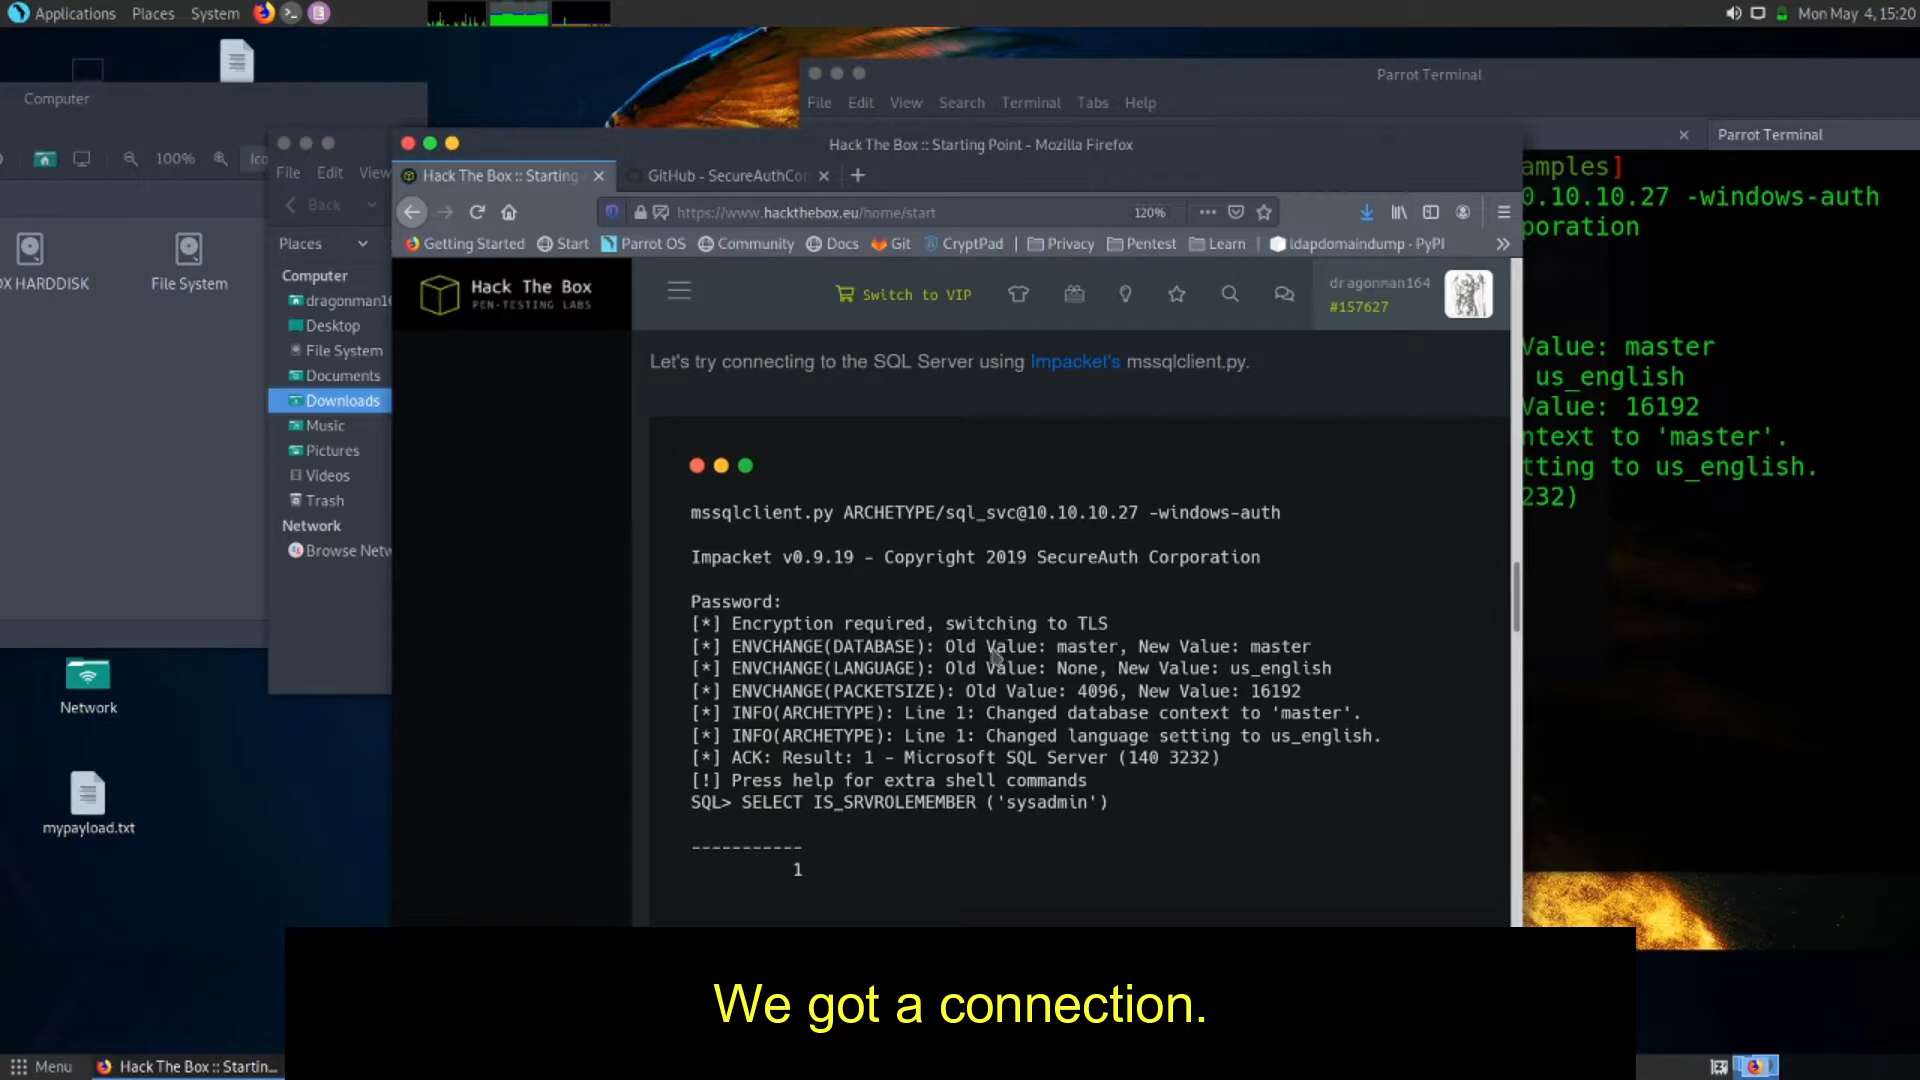 Applications Places System
Mon May 4, 15:20
Computer
100%
DX HARDDISK
File System
Network
mypayload.txt
File Edit View
Back
Places
Computer
dragonman16
Desktop
File System
Documents
Downloads
Music
Pictures
Videos
Trash
Network
Browse Netw
Parrot Terminal
File Edit View Search Terminal Tabs Help
Parrot Terminal
amples]
0.10.10.27 -windows-auth
poration
Value: master
us_english
Value: 16192
ntext to 'master'.
tting to us_english.
232)
Hack The Box :: Starting Point - Mozilla Firefox
Hack The Box :: Starting
GitHub - SecureAuthCor
https://www.hackthebox.eu/home/start
120%
Getting Started Start Parrot OS Community Docs Git CryptPad Privacy Pentest Learn ldapdomaindump · PyPI
Hack The Box
PEN-TESTING LABS
Switch to VIP
dragonman164
#157627
Let's try connecting to the SQL Server using Impacket's mssqlclient.py.
mssqlclient.py ARCHETYPE/sql_svc@10.10.10.27 -windows-auth
Impacket v0.9.19 - Copyright 2019 SecureAuth Corporation
Password:
[*] Encryption required, switching to TLS
[*] ENVCHANGE(DATABASE): Old Value: master, New Value: master
[*] ENVCHANGE(LANGUAGE): Old Value: None, New Value: us_english
[*] ENVCHANGE(PACKETSIZE): Old Value: 4096, New Value: 16192
[*] INFO(ARCHETYPE): Line 1: Changed database context to 'master'.
[*] INFO(ARCHETYPE): Line 1: Changed language setting to us_english.
[*] ACK: Result: 1 - Microsoft SQL Server (140 3232)
[!] Press help for extra shell commands
SQL> SELECT IS_SRVROLEMEMBER ('sysadmin')
-----------
1
We got a connection.
Menu
Hack The Box :: Startin...